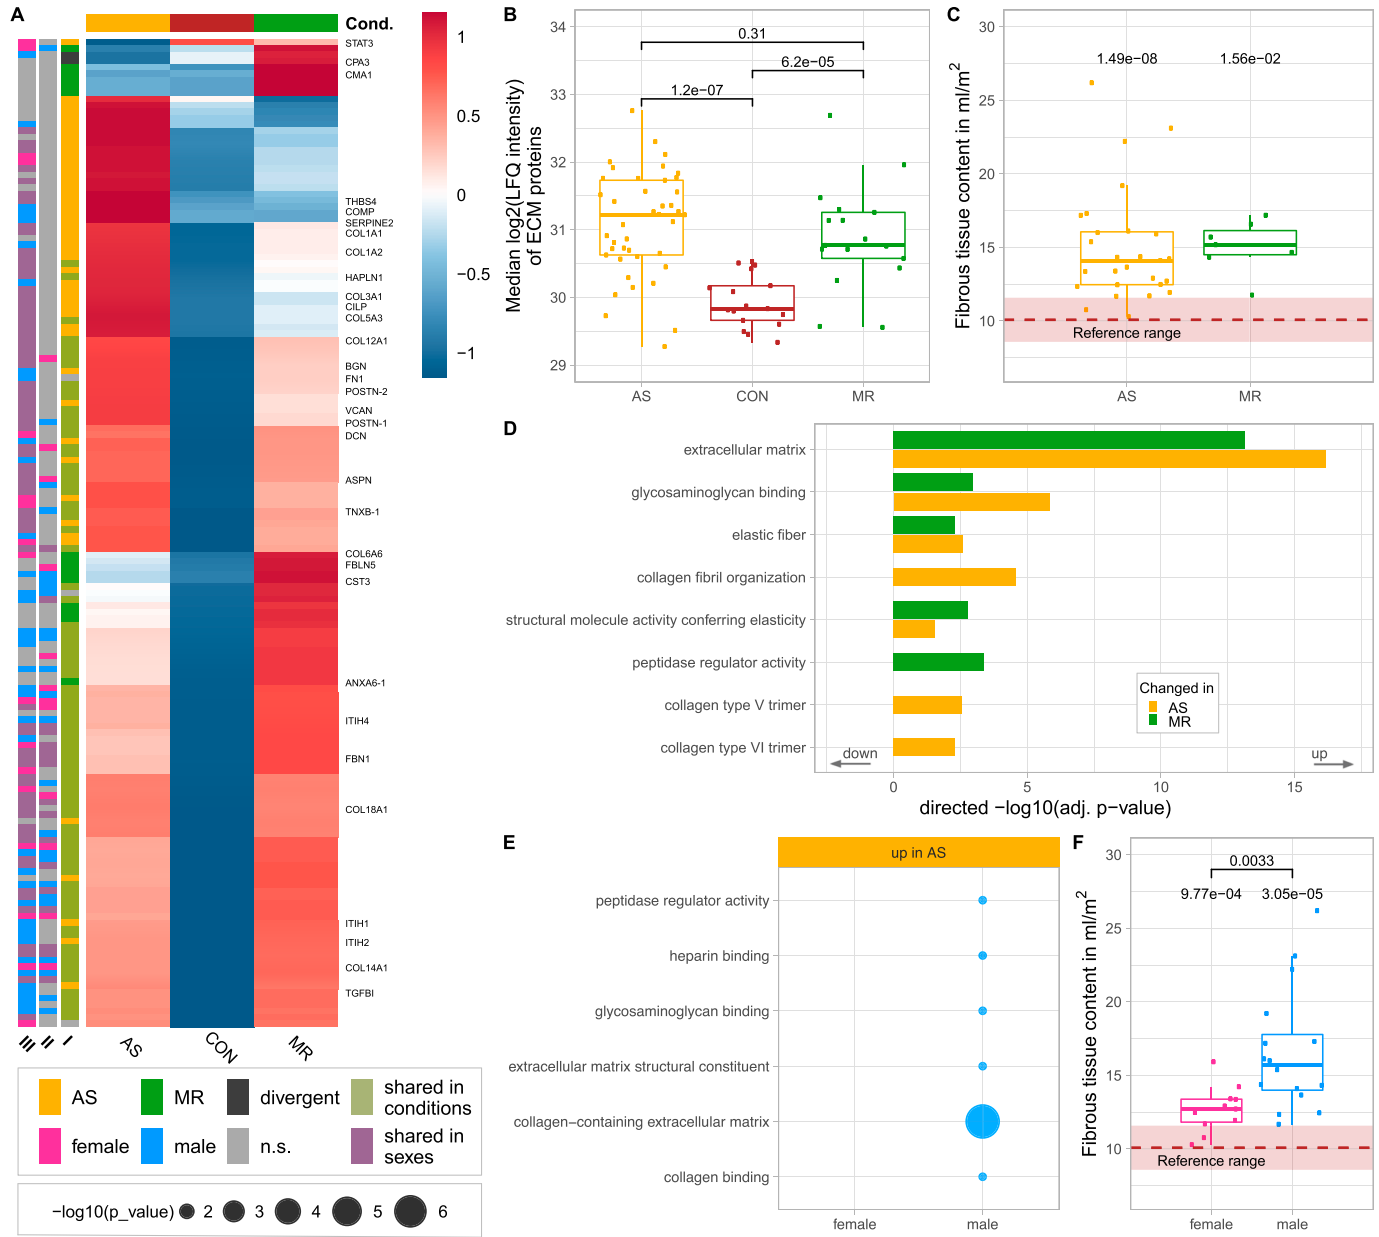 A
Cond.
STAT3
CPA3
CMA1
THBS4
COMP
SERPINE2
COL1A1
COL1A2
HAPLN1
COL3A1
CILP
COL5A3
COL12A1
BGN
FN1
POSTN-2
VCAN
POSTN-1
DCN
ASPN
TNXB-1
COL6A6
FBLN5
CST3
ANXA6-1
ITIH4
FBN1
COL18A1
ITIH1
ITIH2
COL14A1
TGFBI
1
0.5
0
−0.5
−1
III II I AS CON MR
AS MR divergent shared in conditions
female male n.s. shared in sexes
−log10(p_value) 2 3 4 5 6
B
Median log2(LFQ intensity)
of ECM proteins
34
33
32
31
30
29
0.31
6.2e−05
1.2e−07
AS CON MR
C
Fibrous tissue content in ml/m²
30
25
20
15
10
1.49e−08 1.56e−02
Reference range
AS MR
D
extracellular matrix
glycosaminoglycan binding
elastic fiber
collagen fibril organization
structural molecule activity conferring elasticity
peptidase regulator activity
collagen type V trimer
collagen type VI trimer
Changed in
AS
MR
down up
0 5 10 15
directed −log10(adj. p−value)
E
up in AS
peptidase regulator activity
heparin binding
glycosaminoglycan binding
extracellular matrix structural constituent
collagen−containing extracellular matrix
collagen binding
female male
F
Fibrous tissue content in ml/m²
30
25
20
15
10
0.0033
9.77e−04 3.05e−05
Reference range
female male